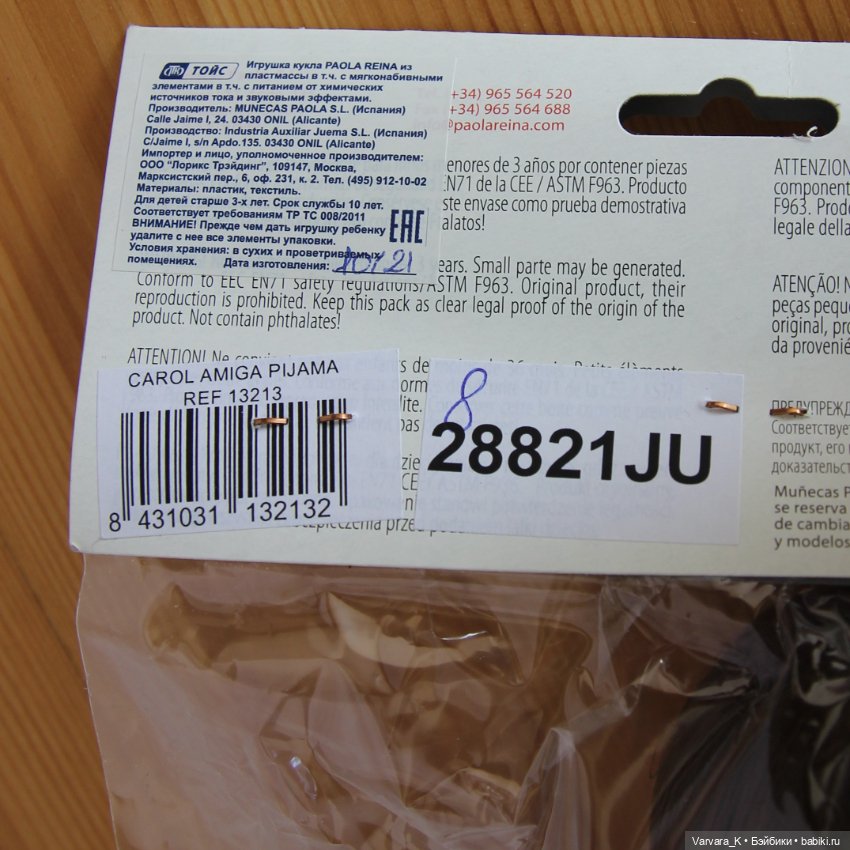 ТОЙС
Игрушка кукла PAOLA REINA из
пластмассы в т.ч. с мягконабивными
элементами в т.ч. с питанием от химических
источников тока и звуковыми эффектами.
Производитель: MUNECAS PAOLA S.L. (Испания)
Calle Jaime I, 24. 03430 ONIL (Alicante)
Производство: Industria Auxiliar Juema S.L. (Испания)
C/Jaime I, s/n Apdo.135. 03430 ONIL (Alicante)
Импортер и лицо, уполномоченное производителем:
ООО "Лорикс Трэйдинг", 109147, Москва,
Марксистский пер., 6, оф. 231, к. 2. Тел. (495) 912-10-02
Материалы: пластик, текстиль.
Для детей старше 3-х лет. Срок службы 10 лет.
Соответствует требованиям ТР ТС 008/2011
ВНИМАНИЕ! Прежде чем дать игрушку ребенку
удалите с нее все элементы упаковки.
Условия хранения: в сухих и проветриваемых
помещениях. Дата изготовления:
EAC
+34) 965 564 520
+34) 965 564 688
@paolareina.com
enores de 3 años por contener piezas
EN71 de la CEE / ASTM F963. Producto
ste envase como prueba demostrativa
alatos!
ears. Small parte may be generated.
Conform to EEC EN71 safety regulations/ASTM F963. Original product, their
reproduction is prohibited. Keep this pack as clear legal proof of the origin of the
product. Not contain phthalates!
ATTENTION!
CAROL AMIGA PIJAMA
REF 13213
8 431031 132132
8
28821JU
ATTENZION
component
F963. Prod
legale della
ATENÇÃO! N
peças pequе
original, pro
da provenié
ПРЕДУПРЕЖД
Соответствуе
продукт, его
доказательс
Muñecas P
se reserva
de cambia
y modelos
Varvara_K • Бэйбики • babiki.ru